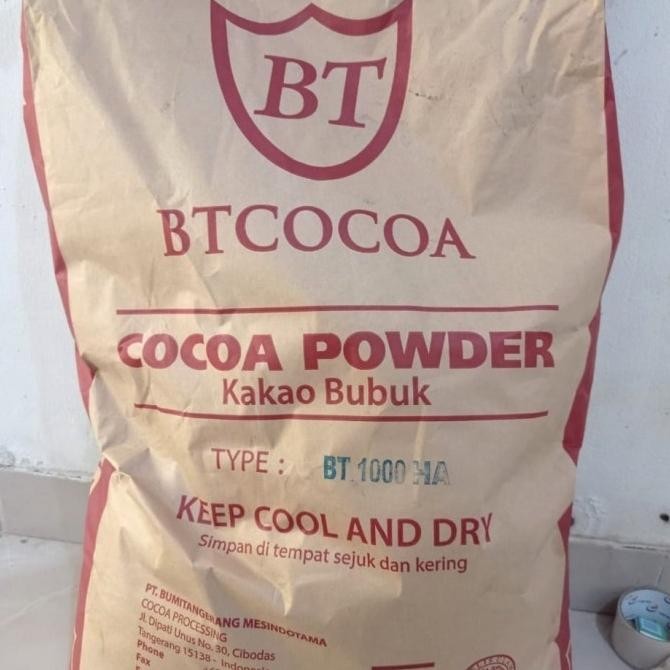 BT
BTCOCOA
COCOA POWDER
Kakao Bubuk
TYPE : BT 1000 HA
KEEP COOL AND DRY
Simpan di tempat sejuk dan kering
PT. BUMITANGERANG MESINDOTAMA
COCOA PROCESSING
Jl. Dipati Unus No. 30, Cibodas
Tangerang 15138 - Indonesia
Phone
Fax